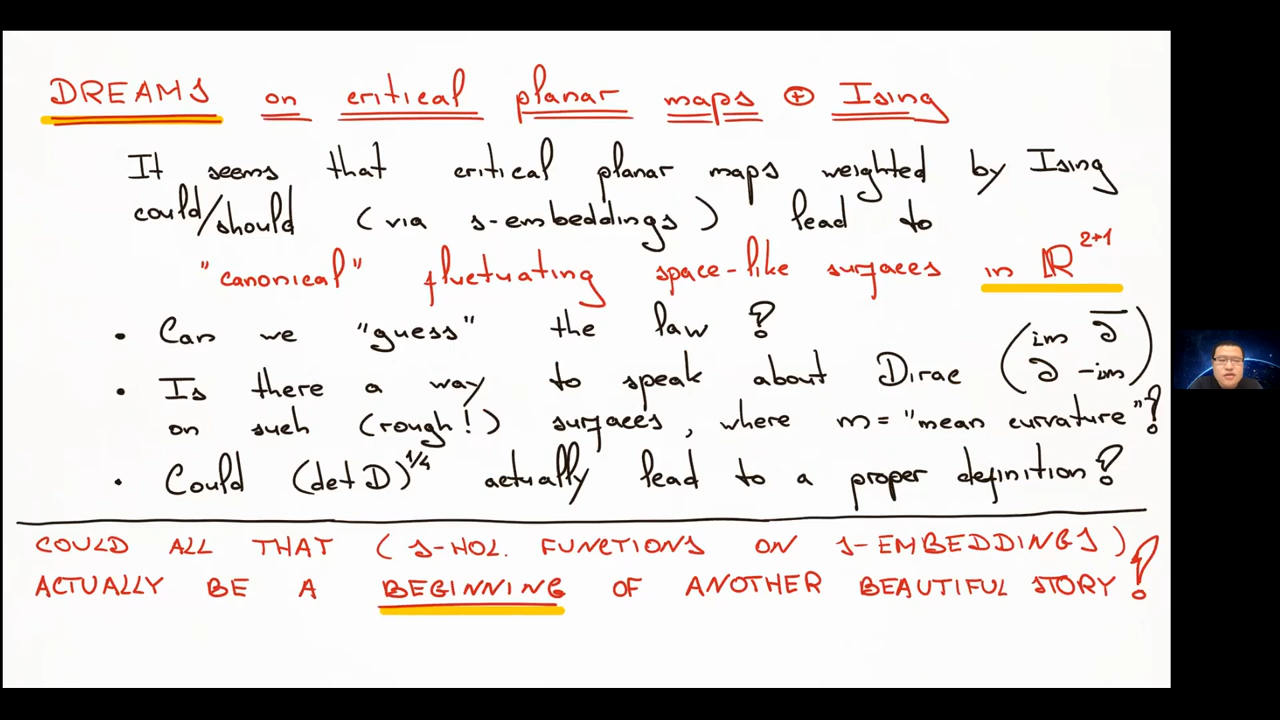 DREAMS on critical planar maps ⊕ Ising
It seems that critical planar maps weighted by Ising
could/should (via s-embeddings) lead to
"canonical" fluctuating space-like surfaces in ℝ²⁺¹
• Can we "guess" the law?
• Is there a way to speak about Dirac (im ∂̄ ∂ -im)
on such (rough!) surfaces, where m = "mean curvature"?
• Could (det D)^1/4 actually lead to a proper definition?
COULD ALL THAT (S-HOL. FUNCTIONS ON S-EMBEDDINGS)
ACTUALLY BE A BEGINNING OF ANOTHER BEAUTIFUL STORY?